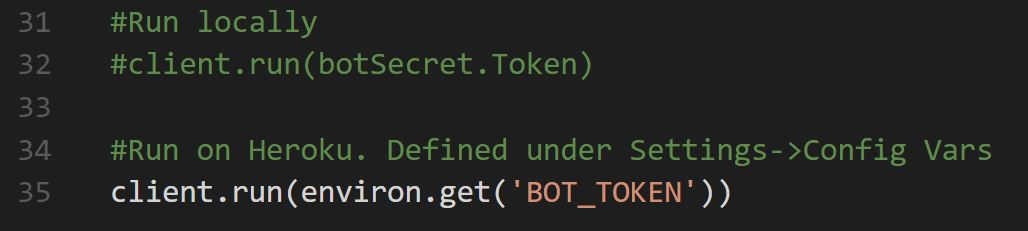 31 #Run locally
32 #client.run(botSecret.Token)
33
34 #Run on Heroku. Defined under Settings->Config Vars
35 client.run(environ.get('BOT_TOKEN'))